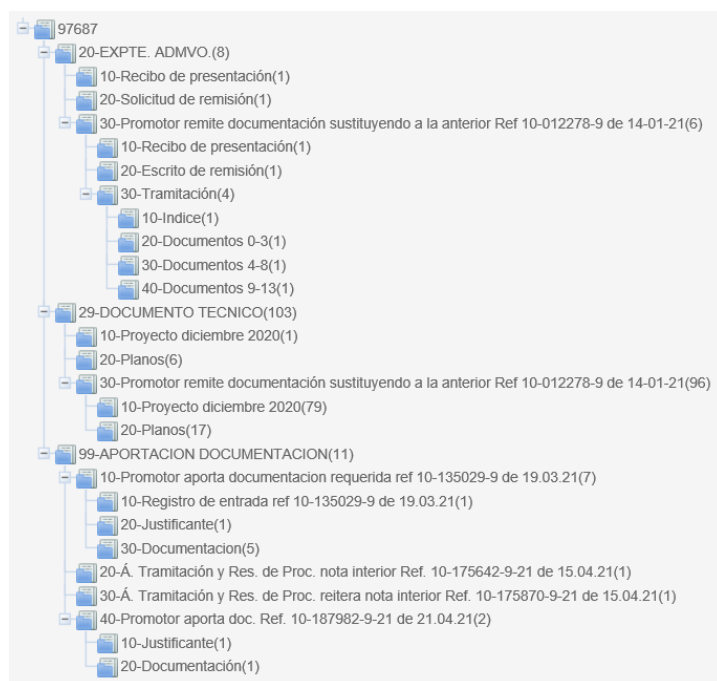 97687
20-EXPTE. ADMVO.(8)
10-Recibo de presentación(1)
20-Solicitud de remisión(1)
30-Promotor remite documentación sustituyendo a la anterior Ref 10-012278-9 de 14-01-21(6)
10-Recibo de presentación(1)
20-Escrito de remisión(1)
30-Tramitación(4)
10-Indice(1)
20-Documentos 0-3(1)
30-Documentos 4-8(1)
40-Documentos 9-13(1)
29-DOCUMENTO TECNICO(103)
10-Proyecto diciembre 2020(1)
20-Planos(6)
30-Promotor remite documentación sustituyendo a la anterior Ref 10-012278-9 de 14-01-21(96)
10-Proyecto diciembre 2020(79)
20-Planos(17)
99-APORTACION DOCUMENTACION(11)
10-Promotor aporta documentacion requerida ref 10-135029-9 de 19.03.21(7)
10-Registro de entrada ref 10-135029-9 de 19.03.21(1)
20-Justificante(1)
30-Documentacion(5)
20-Á. Tramitación y Res. de Proc. nota interior Ref. 10-175642-9-21 de 15.04.21(1)
30-Á. Tramitación y Res. de Proc. reitera nota interior Ref. 10-175870-9-21 de 15.04.21(1)
40-Promotor aporta doc. Ref. 10-187982-9-21 de 21.04.21(2)
10-Justificante(1)
20-Documentación(1)